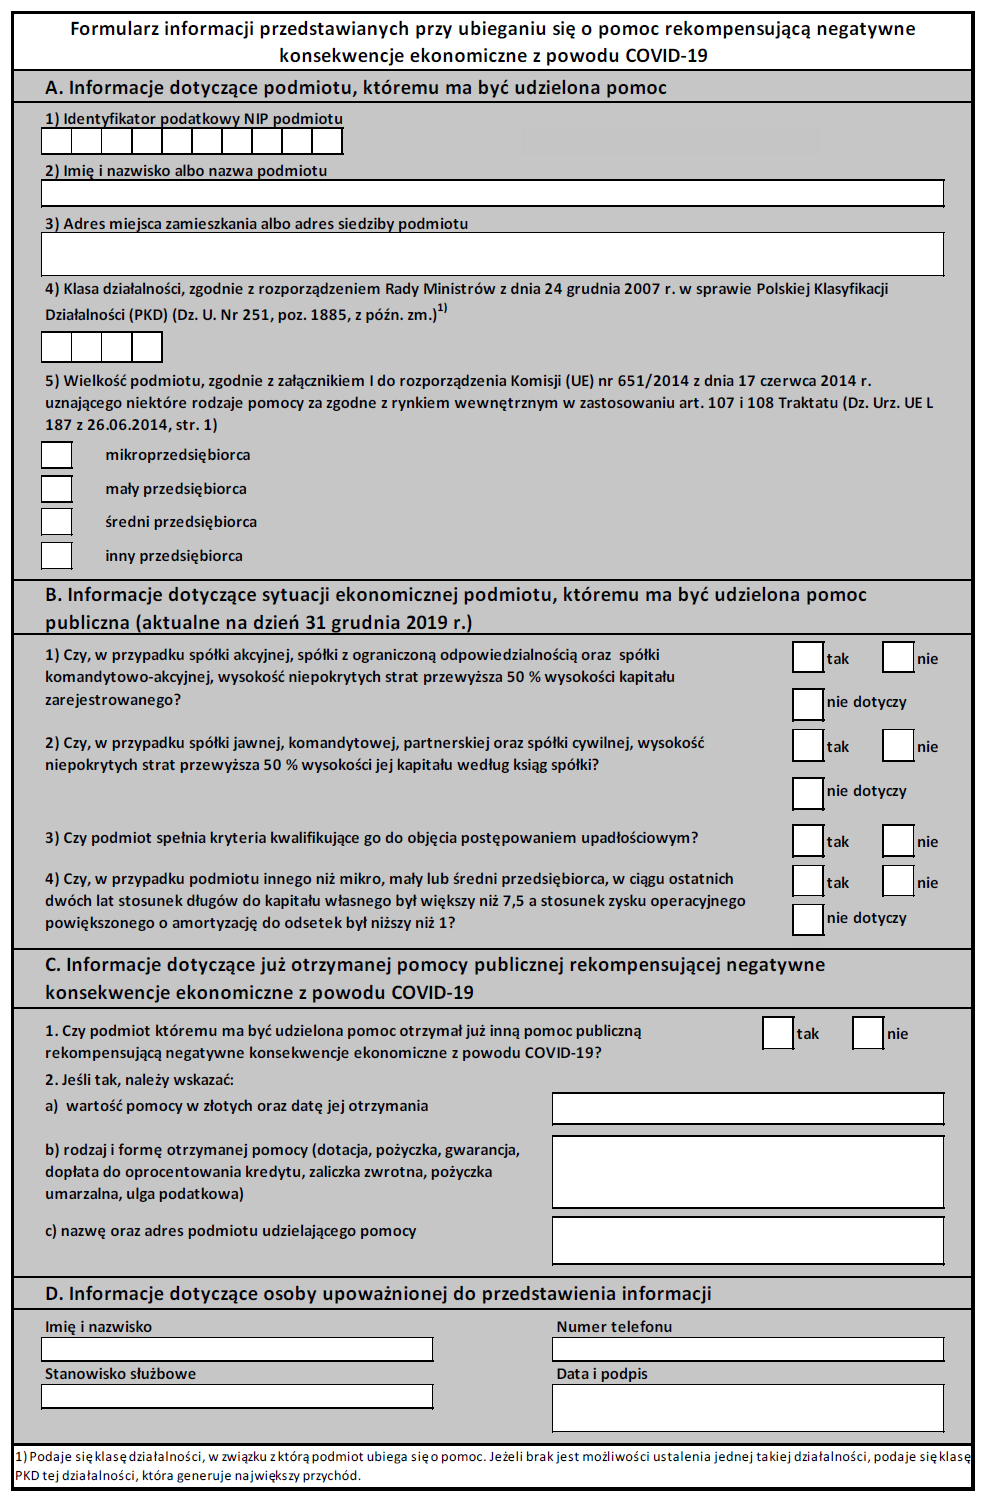 Formularz informacji przedstawianych przy ubieganiu się o pomoc rekompensującą negatywne
konsekwencje ekonomiczne z powodu COVID-19
A. Informacje dotyczące podmiotu, któremu ma być udzielona pomoc
1) Identyfikator podatkowy NIP podmiotu
2) Imię i nazwisko albo nazwa podmiotu
3) Adres miejsca zamieszkania albo adres siedziby podmiotu
4) Klasa działalności, zgodnie z rozporządzeniem Rady Ministrów z dnia 24 grudnia 2007 r. w sprawie Polskiej Klasyfikacji
Działalności (PKD) (Dz. U. Nr 251, poz. 1885, z późn. zm.)1)
5) Wielkość podmiotu, zgodnie z załącznikiem I do rozporządzenia Komisji (UE) nr 651/2014 z dnia 17 czerwca 2014 r.
uznającego niektóre rodzaje pomocy za zgodne z rynkiem wewnętrznym w zastosowaniu art. 107 i 108 Traktatu (Dz. Urz. UE L
187 z 26.06.2014, str. 1)
mikroprzedsiębiorca
mały przedsiębiorca
średni przedsiębiorca
inny przedsiębiorca
B. Informacje dotyczące sytuacji ekonomicznej podmiotu, któremu ma być udzielona pomoc
publiczna (aktualne na dzień 31 grudnia 2019 r.)
1) Czy, w przypadku spółki akcyjnej, spółki z ograniczoną odpowiedzialnością oraz spółki
komandytowo-akcyjnej, wysokość niepokrytych strat przewyższa 50 % wysokości kapitału
zarejestrowanego?
tak nie
nie dotyczy
2) Czy, w przypadku spółki jawnej, komandytowej, partnerskiej oraz spółki cywilnej, wysokość
niepokrytych strat przewyższa 50 % wysokości jej kapitału według ksiąg spółki?
tak nie
nie dotyczy
3) Czy podmiot spełnia kryteria kwalifikujące go do objęcia postępowaniem upadłościowym?
tak nie
4) Czy, w przypadku podmiotu innego niż mikro, mały lub średni przedsiębiorca, w ciągu ostatnich
dwóch lat stosunek długów do kapitału własnego był większy niż 7,5 a stosunek zysku operacyjnego
powiększonego o amortyzację do odsetek był niższy niż 1?
tak nie
nie dotyczy
C. Informacje dotyczące już otrzymanej pomocy publicznej rekompensującej negatywne
konsekwencje ekonomiczne z powodu COVID-19
1. Czy podmiot któremu ma być udzielona pomoc otrzymał już inną pomoc publiczną
rekompensującą negatywne konsekwencje ekonomiczne z powodu COVID-19?
tak nie
2. Jeśli tak, należy wskazać:
a) wartość pomocy w złotych oraz datę jej otrzymania
b) rodzaj i formę otrzymanej pomocy (dotacja, pożyczka, gwarancja,
dopłata do oprocentowania kredytu, zaliczka zwrotna, pożyczka
umarzalna, ulga podatkowa)
c) nazwę oraz adres podmiotu udzielającego pomocy
D. Informacje dotyczące osoby upoważnionej do przedstawienia informacji
Imię i nazwisko
Numer telefonu
Stanowisko służbowe
Data i podpis
1) Podaje się klasę działalności, w związku z którą podmiot ubiega się o pomoc. Jeżeli brak jest możliwości ustalenia jednej takiej działalności, podaje się klasę
PKD tej działalności, która generuje największy przychód.